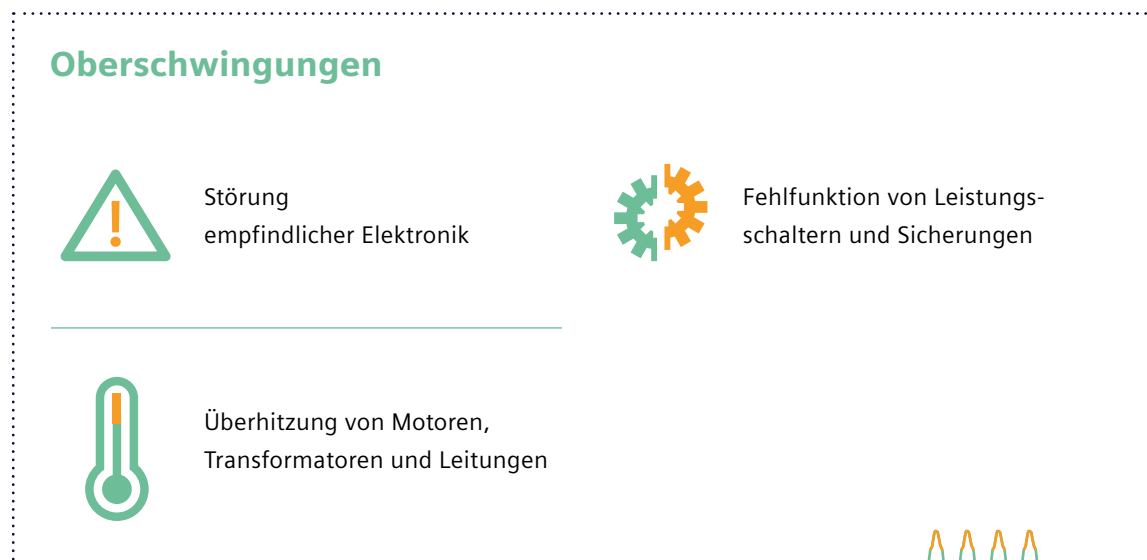 Oberschwingungen
Störung
empfindlicher Elektronik
Fehlfunktion von Leistungs-
schaltern und Sicherungen
Überhitzung von Motoren,
Transformatoren und Leitungen